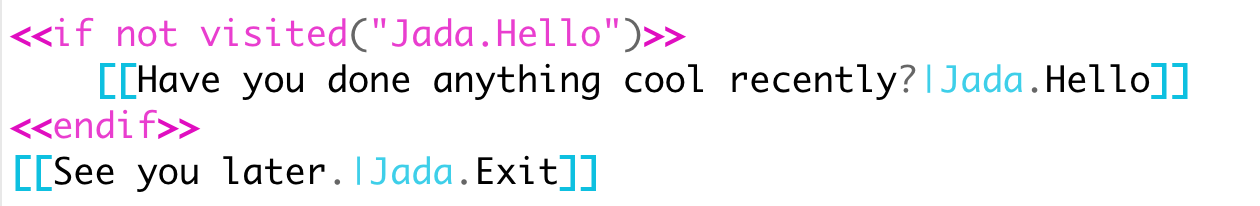 <<if not visited("Jada.Hello")>>
    [[Have you done anything cool recently?|Jada.Hello]]
<<endif>>
[[See you later.|Jada.Exit]]